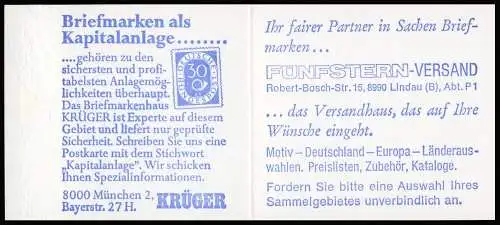 Briefmarken als
Kapitalanlage........
....gehören zu den
sichersten und profi-
tabelsten Anlagemög-
lichkeiten überhaupt.
Das Briefmarkenhaus
KRÜGER ist Experte auf diesem
Gebiet und liefert nur geprüfte
Sicherheit. Schreiben Sie uns eine
Postkarte mit dem Stichwort
„Kapitalanlage". Wir schicken
Ihnen Spezialinformationen.
8000 München 2,
Bayerstr. 27 H. KRÜGER
30
Ihr fairer Partner in Sachen Brief-
marken...
FÜNFSTERN-VERSAND
Robert-Bosch-Str. 15, 8990 Lindau (B), Abt. P1
...das Versandhaus, das auf Ihre
Wünsche eingeht.
Motiv – Deutschland – Europa – Länderaus-
wahlen. Preislisten, Zubehör, Kataloge.
Fordern Sie bitte eine Auswahl Ihres
Sammelgebietes unverbindlich an.